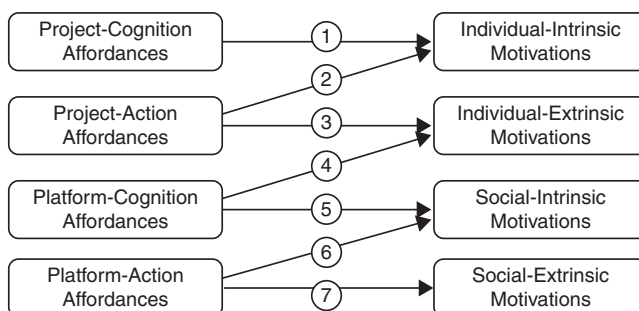 Project-Cognition
Affordances
1
Individual-Intrinsic
Motivations
2
Project-Action
Affordances
3
Individual-Extrinsic
Motivations
4
Platform-Cognition
Affordances
5
Social-Intrinsic
Motivations
6
Platform-Action
Affordances
7
Social-Extrinsic
Motivations